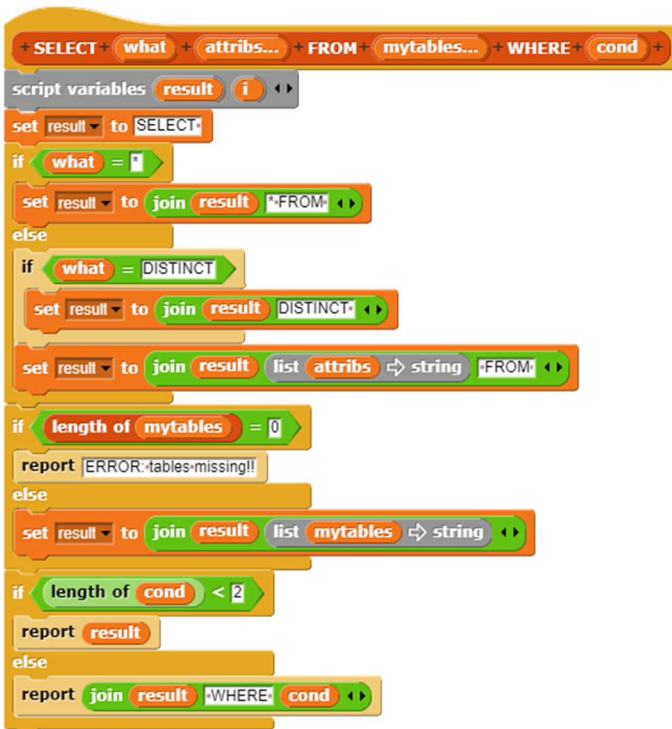 + SELECT + what + attribs... + FROM + mytables... + WHERE + cond +
script variables result i
set result to SELECT
if what = *
set result to join result * FROM
else
if what = DISTINCT
set result to join result DISTINCT
set result to join result list attribs ⇨ string FROM
if length of mytables = 0
report ERROR: tables missing!!
else
set result to join result list mytables ⇨ string
if length of cond < 2
report result
else
report join result WHERE cond